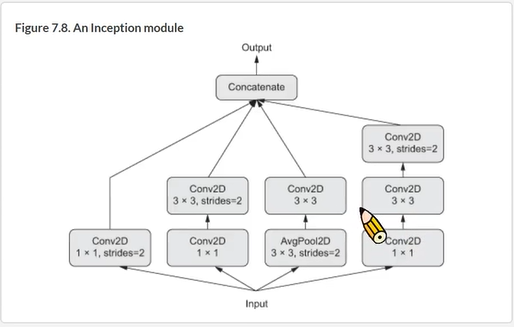 Figure 7.8. An Inception module
Output
Concatenate
Conv2D
3 × 3, strides=2
Conv2D
3 × 3, strides=2
Conv2D
3 × 3
Conv2D
3 × 3
Conv2D
1 × 1, strides=2
Conv2D
1 × 1
AvgPool2D
3 × 3, strides=2
Conv2D
1 × 1
Input